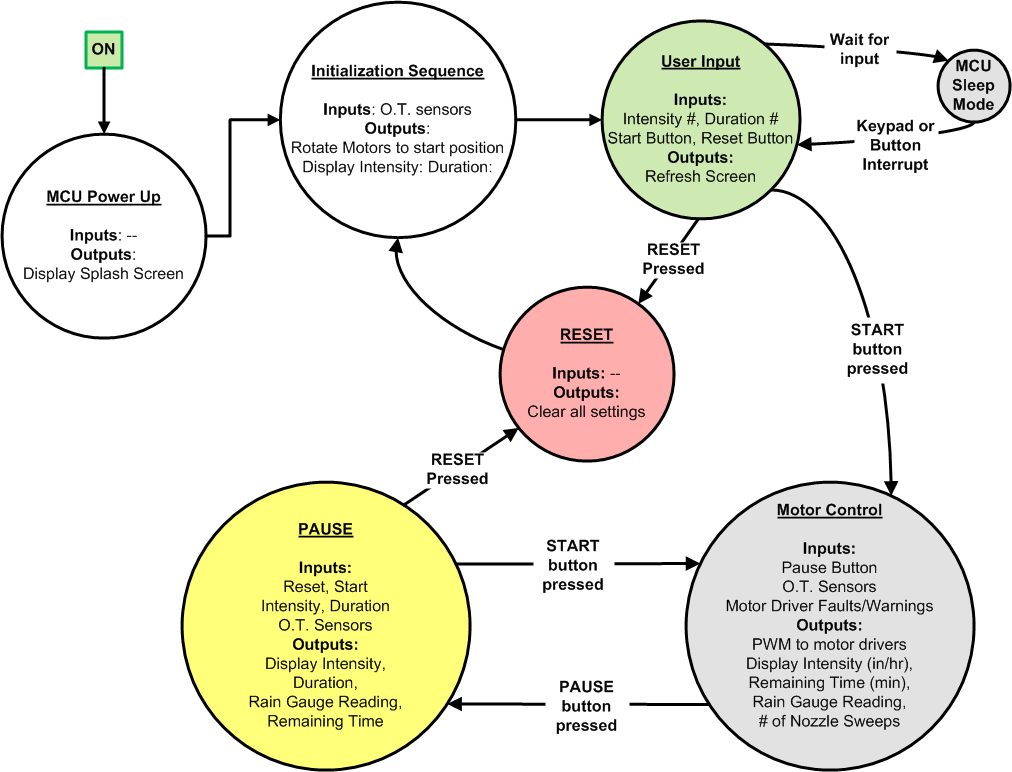 ON
MCU Power Up
Inputs: --
Outputs:
Display Splash Screen
Initialization Sequence
Inputs: O.T. sensors
Outputs:
Rotate Motors to start position
Display Intensity: Duration:
User Input
Inputs:
Intensity #, Duration #
Start Button, Reset Button
Outputs:
Refresh Screen
Wait for
input
MCU
Sleep
Mode
Keypad or
Button
Interrupt
RESET
Pressed
START
button
pressed
RESET
Inputs: --
Outputs:
Clear all settings
RESET
Pressed
PAUSE
Inputs:
Reset, Start
Intensity, Duration
O.T. Sensors
Outputs:
Display Intensity,
Duration,
Rain Gauge Reading,
Remaining Time
START
button
pressed
PAUSE
button
pressed
Motor Control
Inputs:
Pause Button
O.T. Sensors
Motor Driver Faults/Warnings
Outputs:
PWM to motor drivers
Display Intensity (in/hr),
Remaining Time (min),
Rain Gauge Reading,
# of Nozzle Sweeps